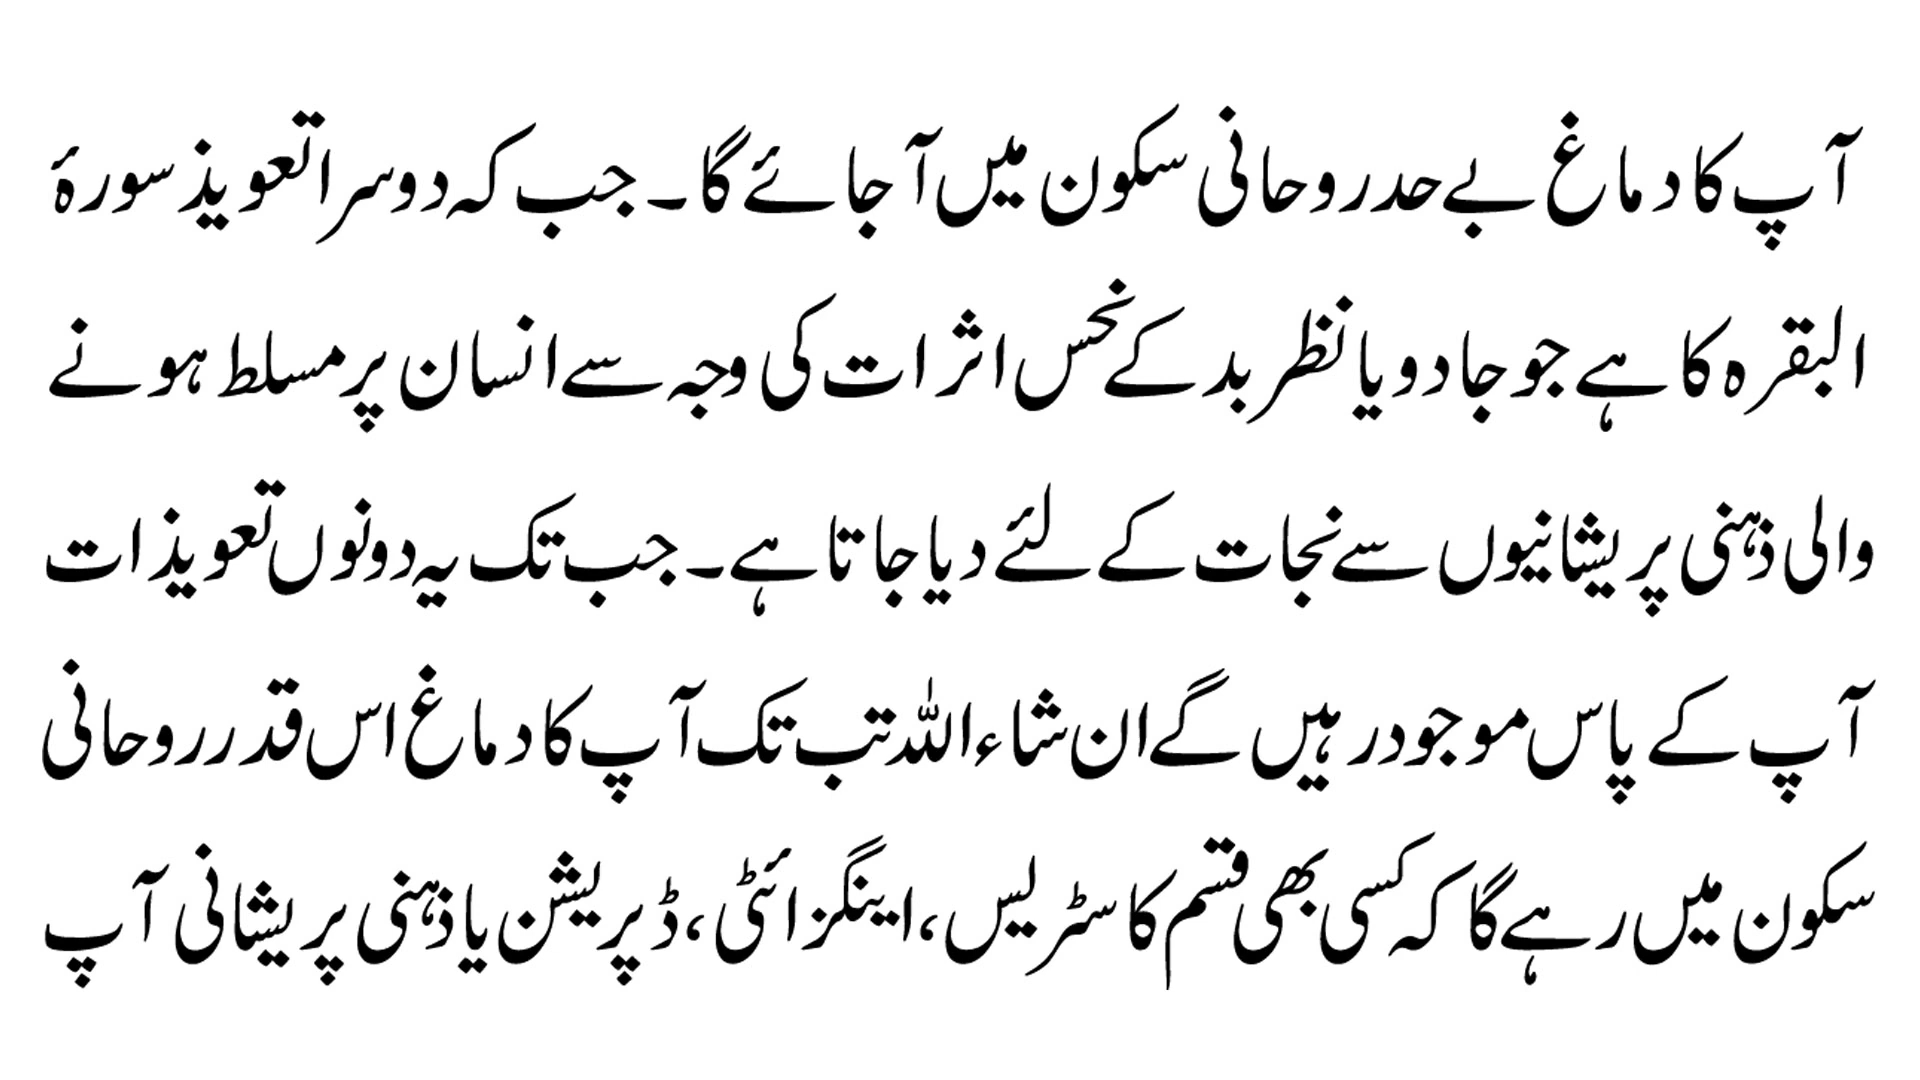 آپ کا دماغ بے حد روحانی سکون میں آ جائے گا۔ جب کہ دوسرا تعویذ سورۂ
البقرہ کا ہے جو جادو یا نظر بد کے نحس اثرات کی وجہ سے انسان پر مسلط ہونے
والی ذہنی پریشانیوں سے نجات کے لئے دیا جاتا ہے۔ جب تک یہ دونوں تعویذات
آپ کے پاس موجود رہیں گے ان شاء اللہ تب تک آپ کا دماغ اس قدر روحانی
سکون میں رہے گا کہ کسی بھی قسم کا سٹریس، اینگزائٹی، ڈپریشن یا ذہنی پریشانی آپ